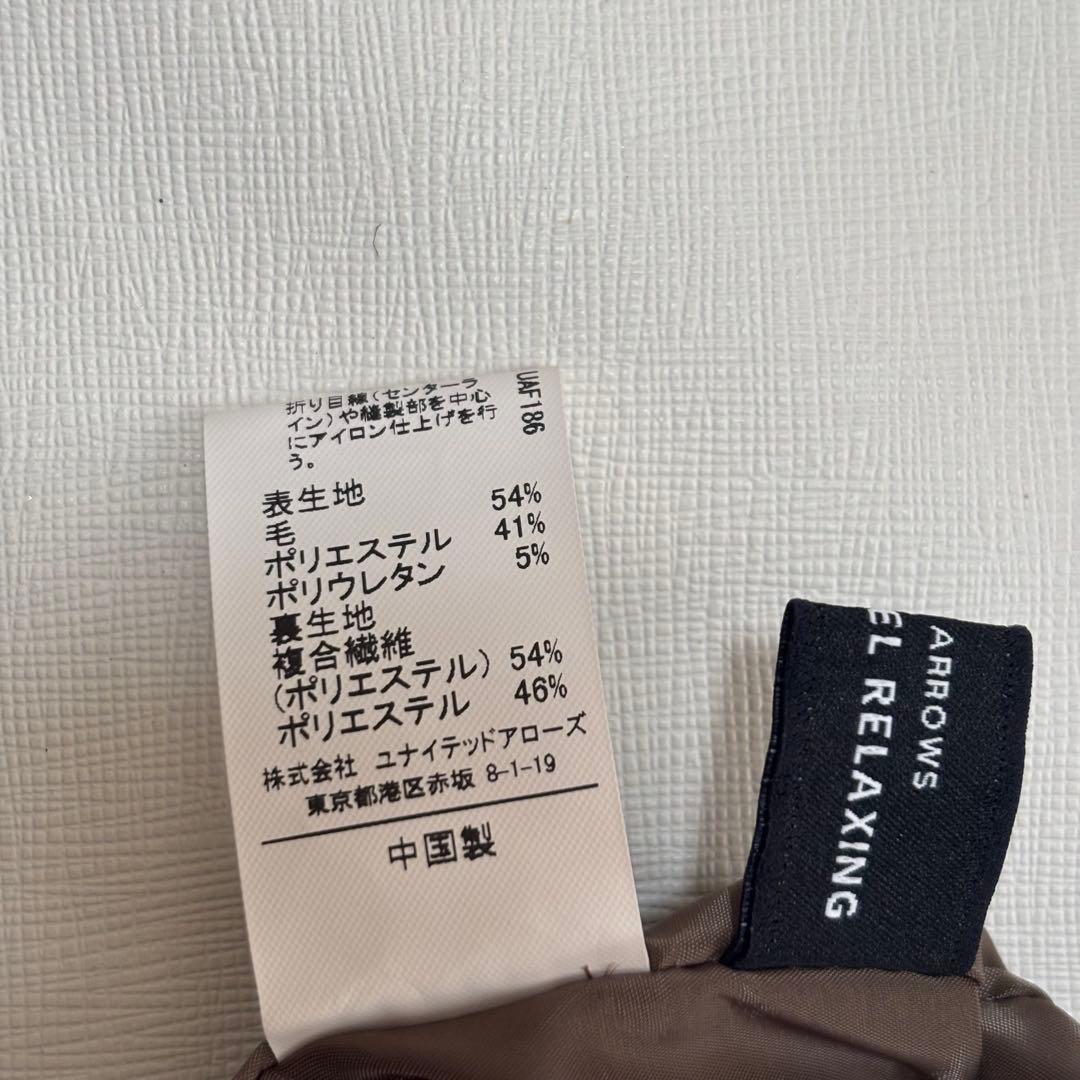 折り目線(センターラ
イン)や縫製部を中心
にアイロン仕上げを行
う。
UAF186
表生地
毛 54%
ポリエステル 41%
ポリウレタン 5%
裏生地
複合繊維
(ポリエステル) 54%
ポリエステル 46%
株式会社 ユナイテッドアローズ
東京都港区赤坂 8-1-19
中国製
ARROWS
EL RELAXING